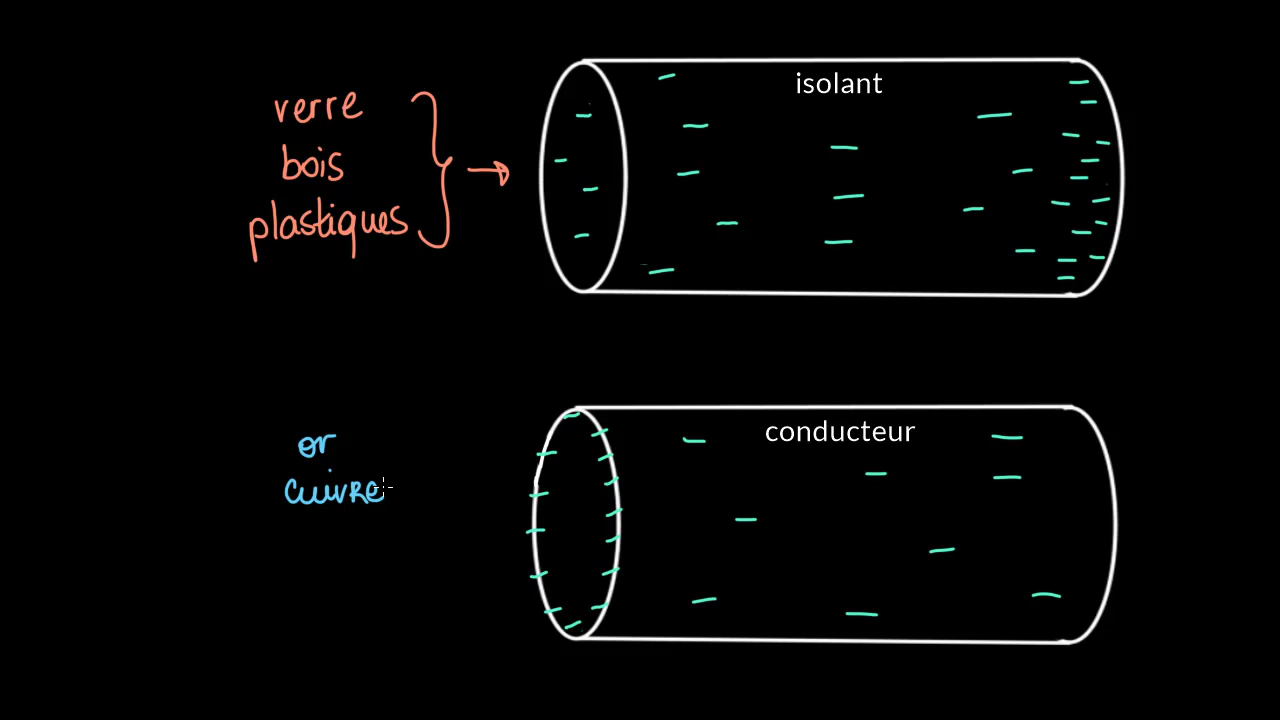 isolant
verre
bois
plastiques
conducteur
or
cuivre